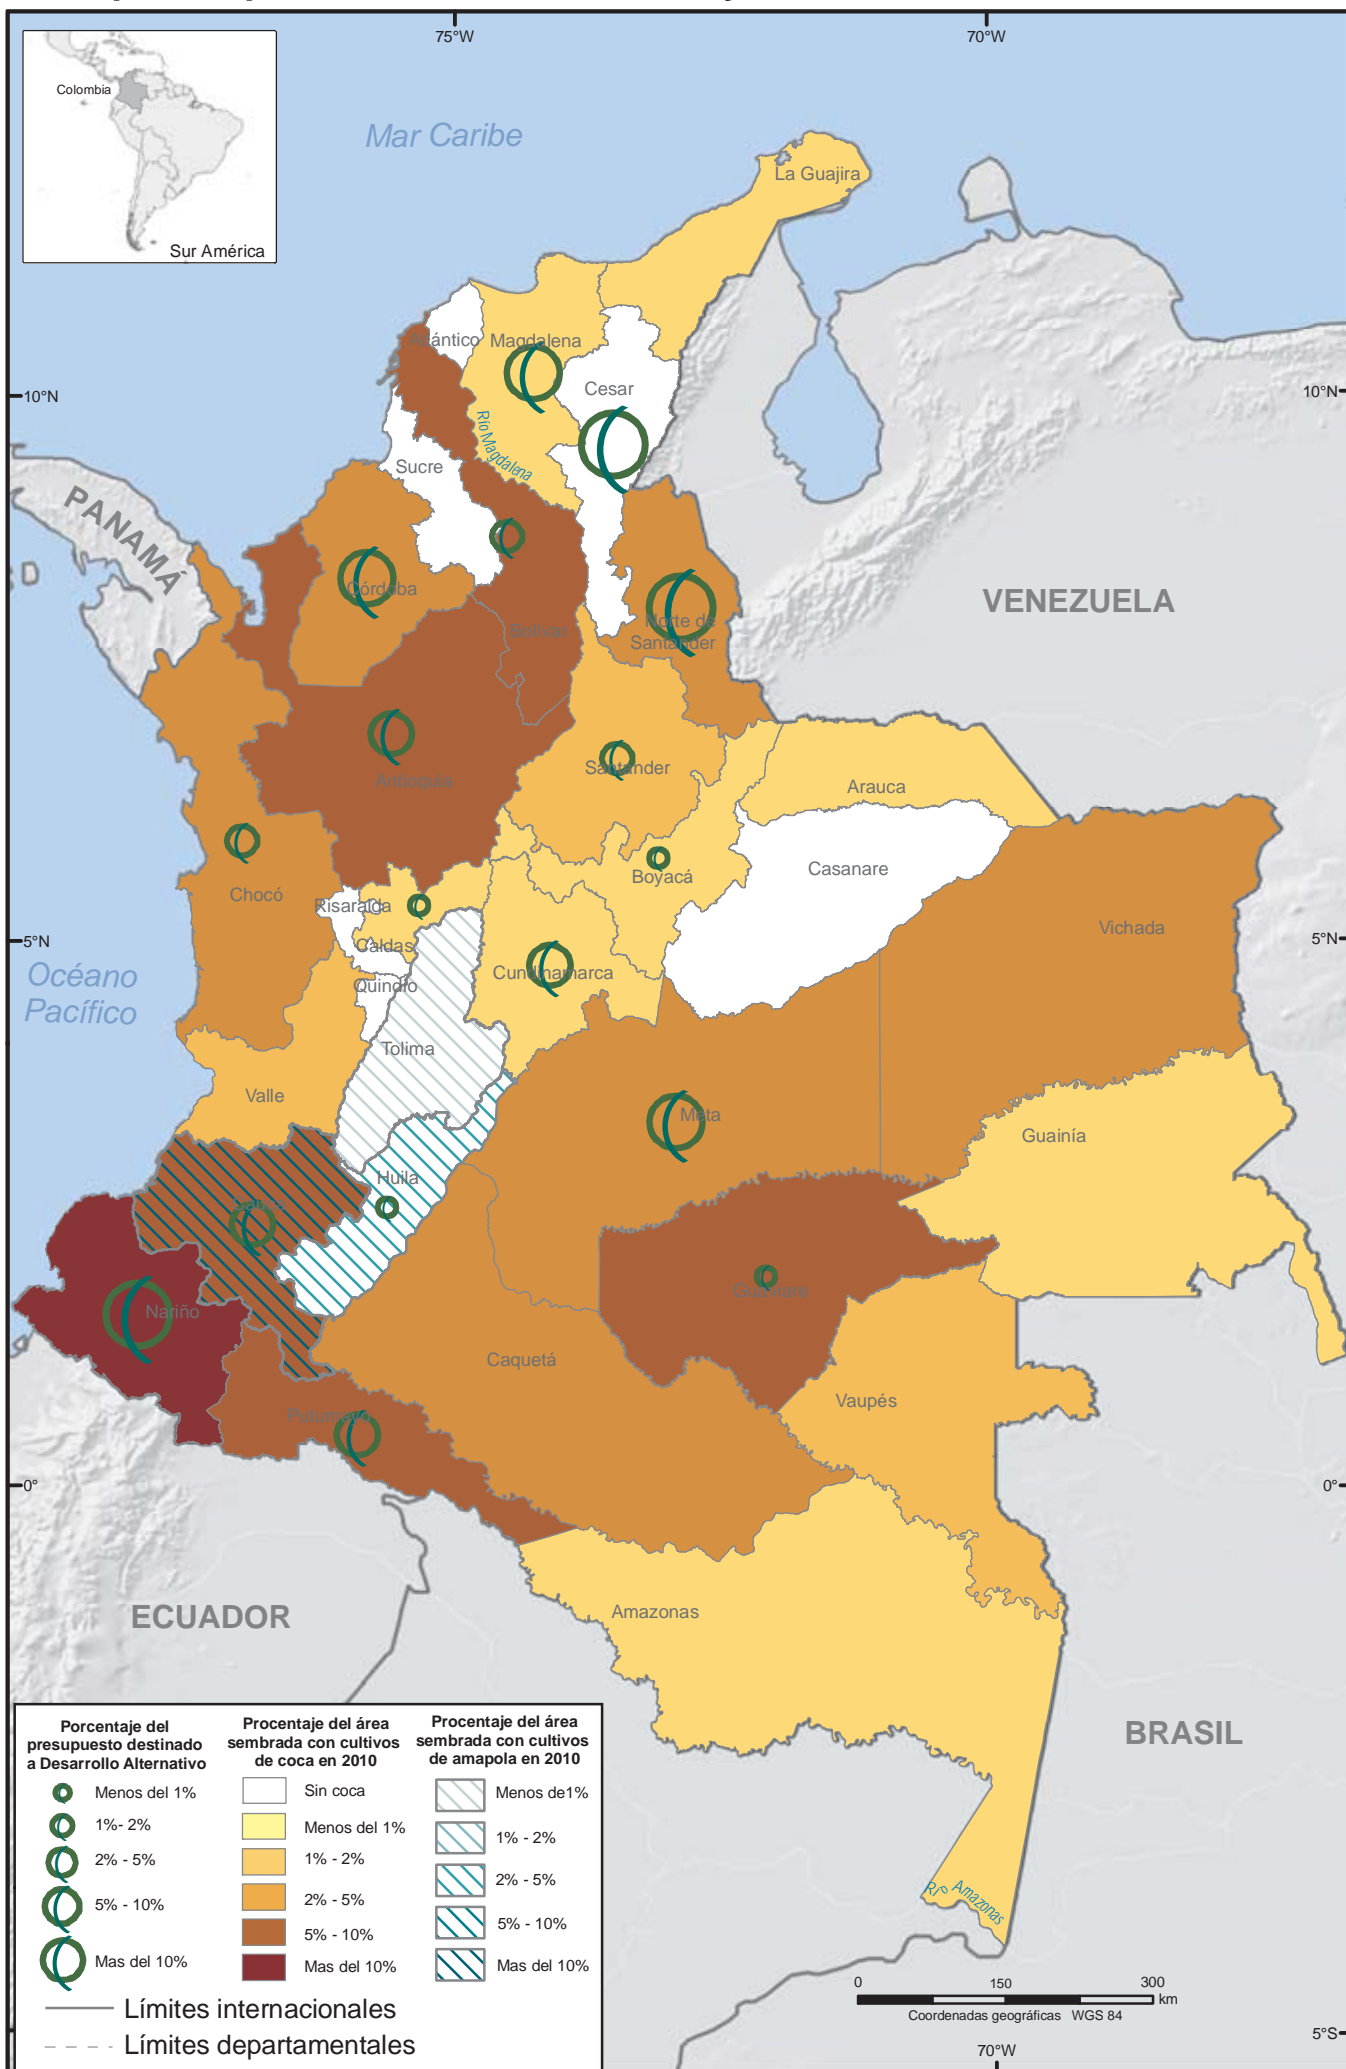 75°W
70°W
Colombia
Sur América
Mar Caribe
La Guajira
Atlántico
Magdalena
Cesar
10°N
10°N
Río Magdalena
Sucre
PANAMÁ
Córdoba
VENEZUELA
Norte de
Santander
Bolívar
Antioquia
Santander
Arauca
Casanare
Boyacá
Chocó
Risaralda
Vichada
5°N
5°N
Caldas
Cundinamarca
Océano
Pacífico
Quindío
Tolima
Valle
Meta
Guainía
Huila
Cauca
Guaviare
Nariño
Caquetá
Vaupés
Putumayo
0°
0°
Amazonas
ECUADOR
BRASIL
Río Amazonas
Porcentaje del
presupuesto destinado
a Desarrollo Alternativo
Menos del 1%
1%- 2%
2% - 5%
5% - 10%
Mas del 10%
Procentaje del área
sembrada con cultivos
de coca en 2010
Sin coca
Menos del 1%
1% - 2%
2% - 5%
5% - 10%
Mas del 10%
Procentaje del área
sembrada con cultivos
de amapola en 2010
Menos de1%
1% - 2%
2% - 5%
5% - 10%
Mas del 10%
Límites internacionales
Límites departamentales
0 150 300
km
Coordenadas geográficas WGS 84
5°S
70°W